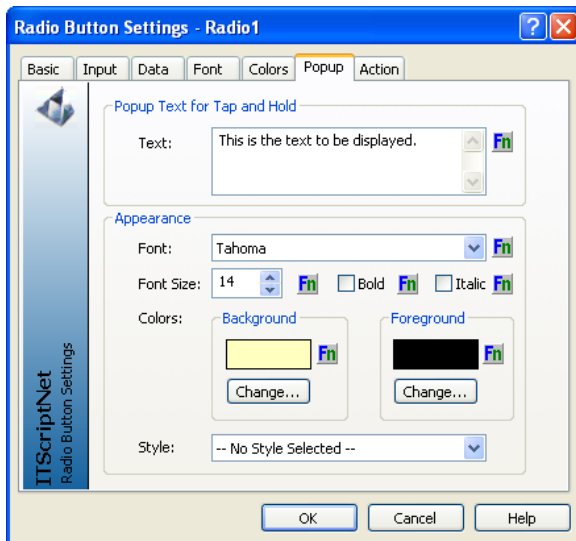 Radio Button Settings - Radio1
Basic Input Data Font Colors Popup Action
Popup Text for Tap and Hold
Text: This is the text to be displayed. Fn
Appearance
Font: Tahoma Fn
Font Size: 14 Fn Bold Fn Italic Fn
Colors: Background Foreground
Fn Fn
Change... Change...
Style: -- No Style Selected --
ITScriptNet
Radio Button Settings
OK Cancel Help